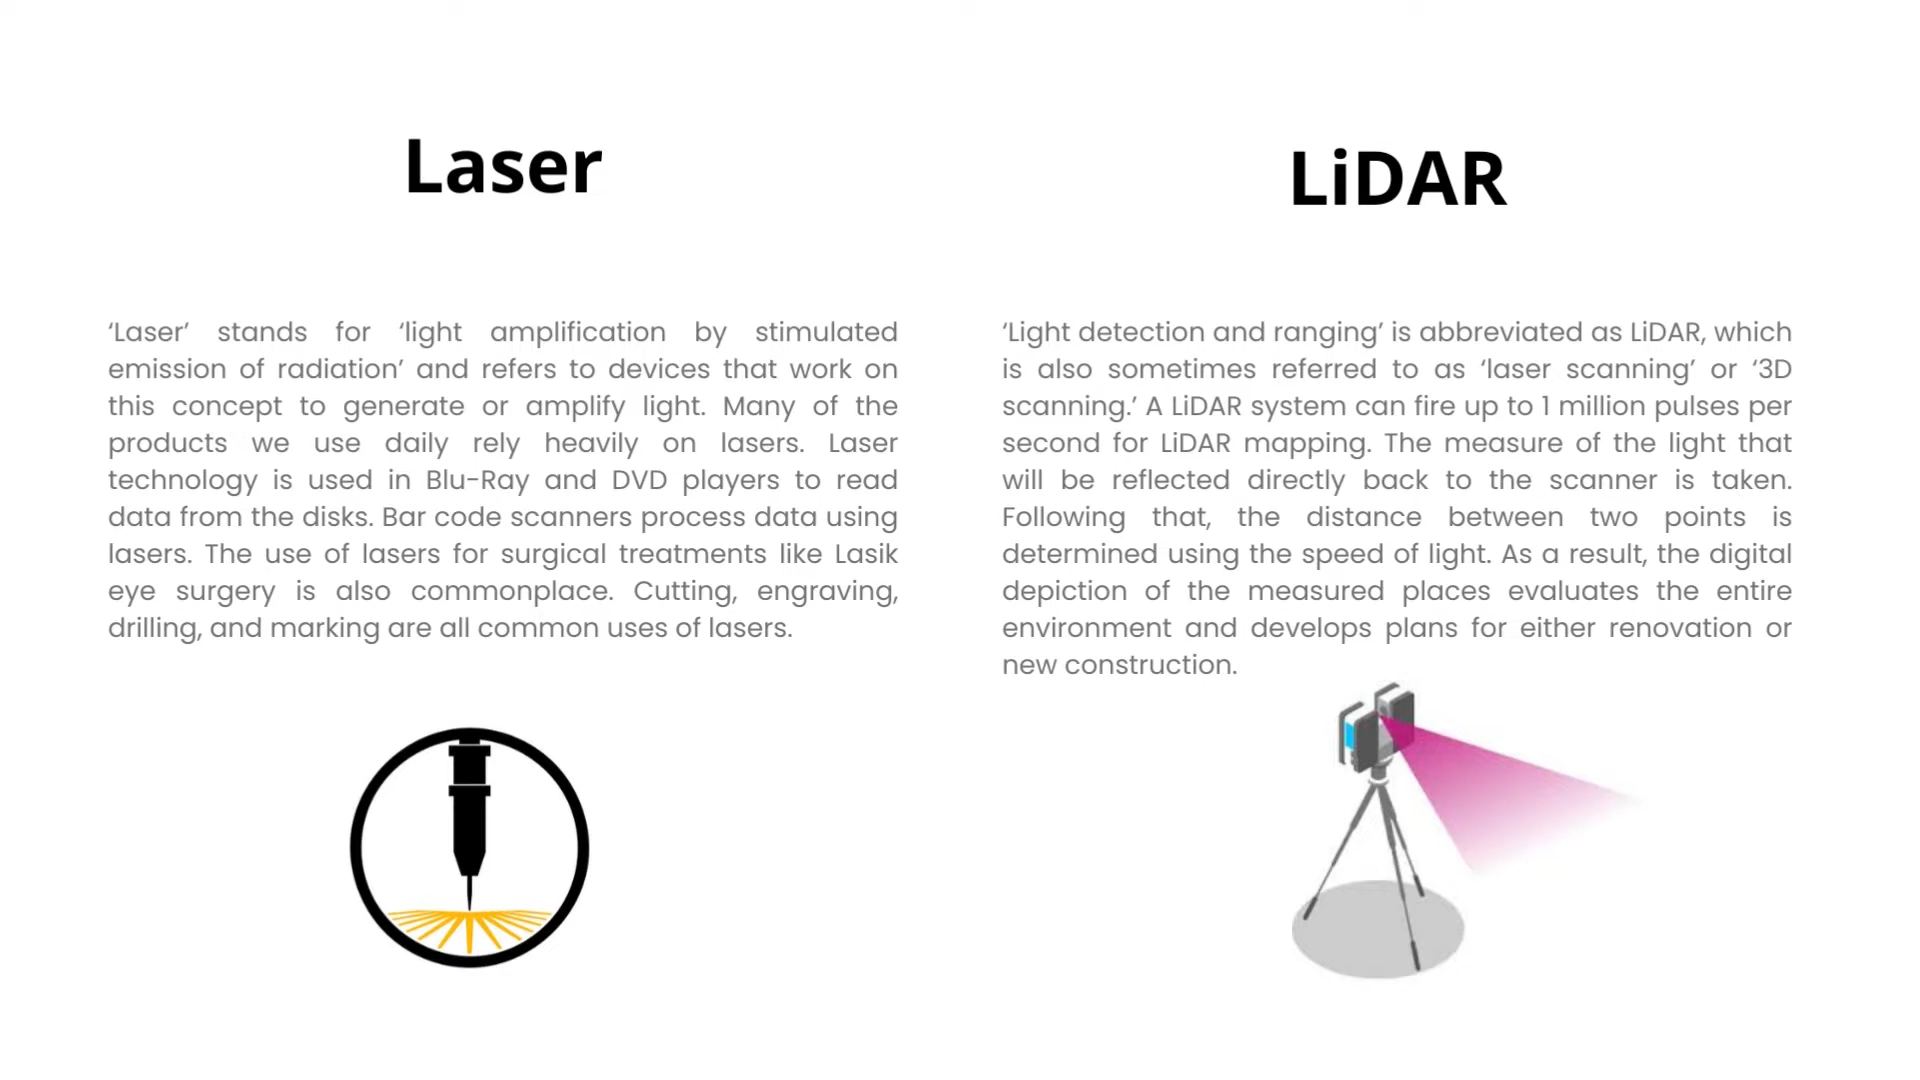 Laser
‘Laser’ stands for ‘light amplification by stimulated
emission of radiation’ and refers to devices that work on
this concept to generate or amplify light. Many of the
products we use daily rely heavily on lasers. Laser
technology is used in Blu-Ray and DVD players to read
data from the disks. Bar code scanners process data using
lasers. The use of lasers for surgical treatments like Lasik
eye surgery is also commonplace. Cutting, engraving,
drilling, and marking are all common uses of lasers.
LiDAR
‘Light detection and ranging’ is abbreviated as LiDAR, which
is also sometimes referred to as ‘laser scanning’ or ‘3D
scanning.’ A LiDAR system can fire up to 1 million pulses per
second for LiDAR mapping. The measure of the light that
will be reflected directly back to the scanner is taken.
Following that, the distance between two points is
determined using the speed of light. As a result, the digital
depiction of the measured places evaluates the entire
environment and develops plans for either renovation or
new construction.